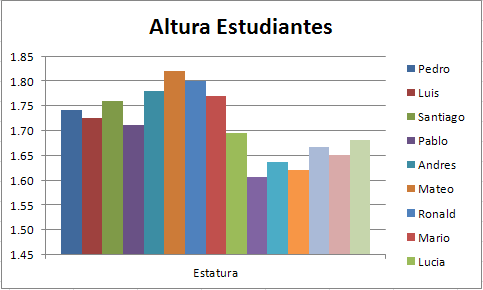 Altura Estudiantes
1.85
1.80
1.75
1.70
1.65
1.60
1.55
1.50
1.45
Estatura
Pedro
Luis
Santiago
Pablo
Andres
Mateo
Ronald
Mario
Lucia